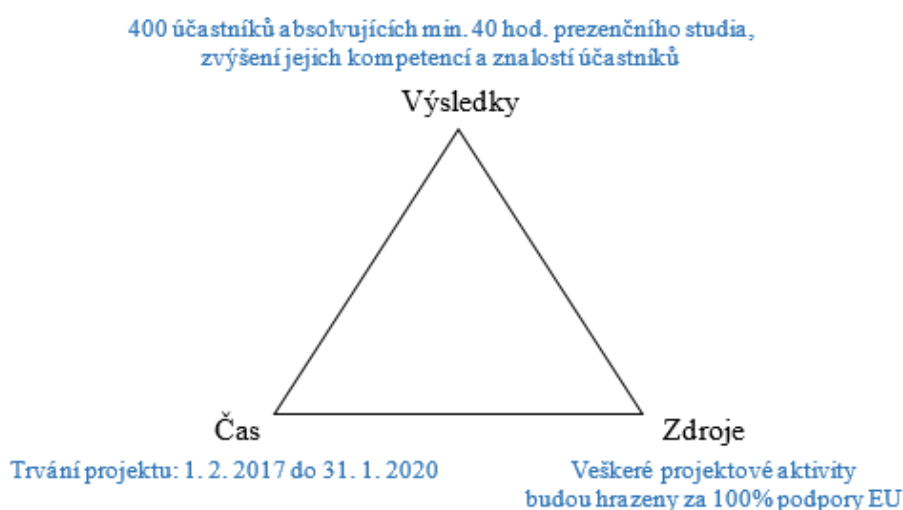 400 účastníků absolvujících min. 40 hod. prezenčního studia,
zvýšení jejich kompetencí a znalostí účastníků
Výsledky
Čas
Zdroje
Trvání projektu: 1. 2. 2017 do 31. 1. 2020
Veškeré projektové aktivity
budou hrazeny za 100% podpory EU